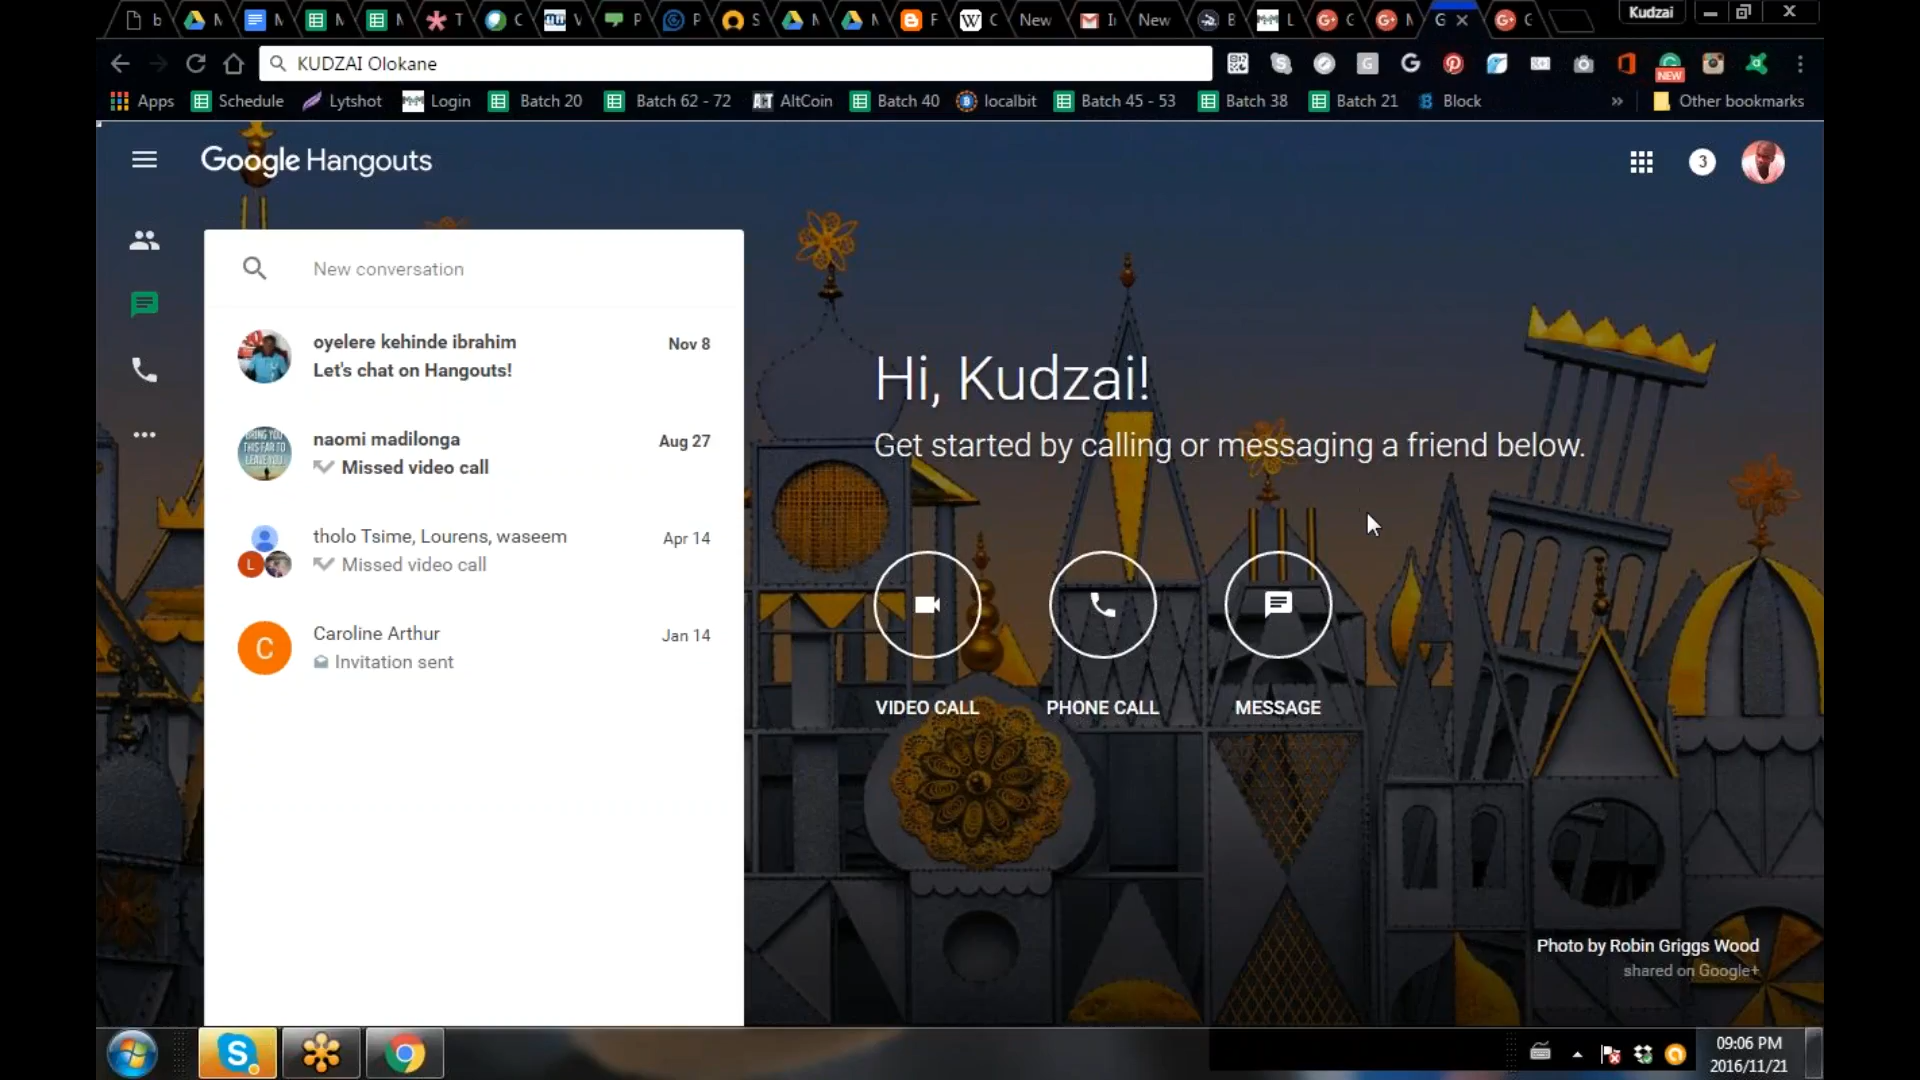 Kudzai
KUDZAI Olokane
Apps Schedule Lytshot Login Batch 20 Batch 62 - 72 AltCoin Batch 40 localbit Batch 45 - 53 Batch 38 Batch 21 Block » Other bookmarks
Google Hangouts
3
New conversation
oyelere kehinde ibrahim Nov 8
Let's chat on Hangouts!
naomi madilonga Aug 27
Missed video call
tholo Tsime, Lourens, waseem Apr 14
L Missed video call
Caroline Arthur Jan 14
C Invitation sent
Hi, Kudzai!
Get started by calling or messaging a friend below.
VIDEO CALL PHONE CALL MESSAGE
Photo by Robin Griggs Wood
shared on Google+
09:06 PM
2016/11/21